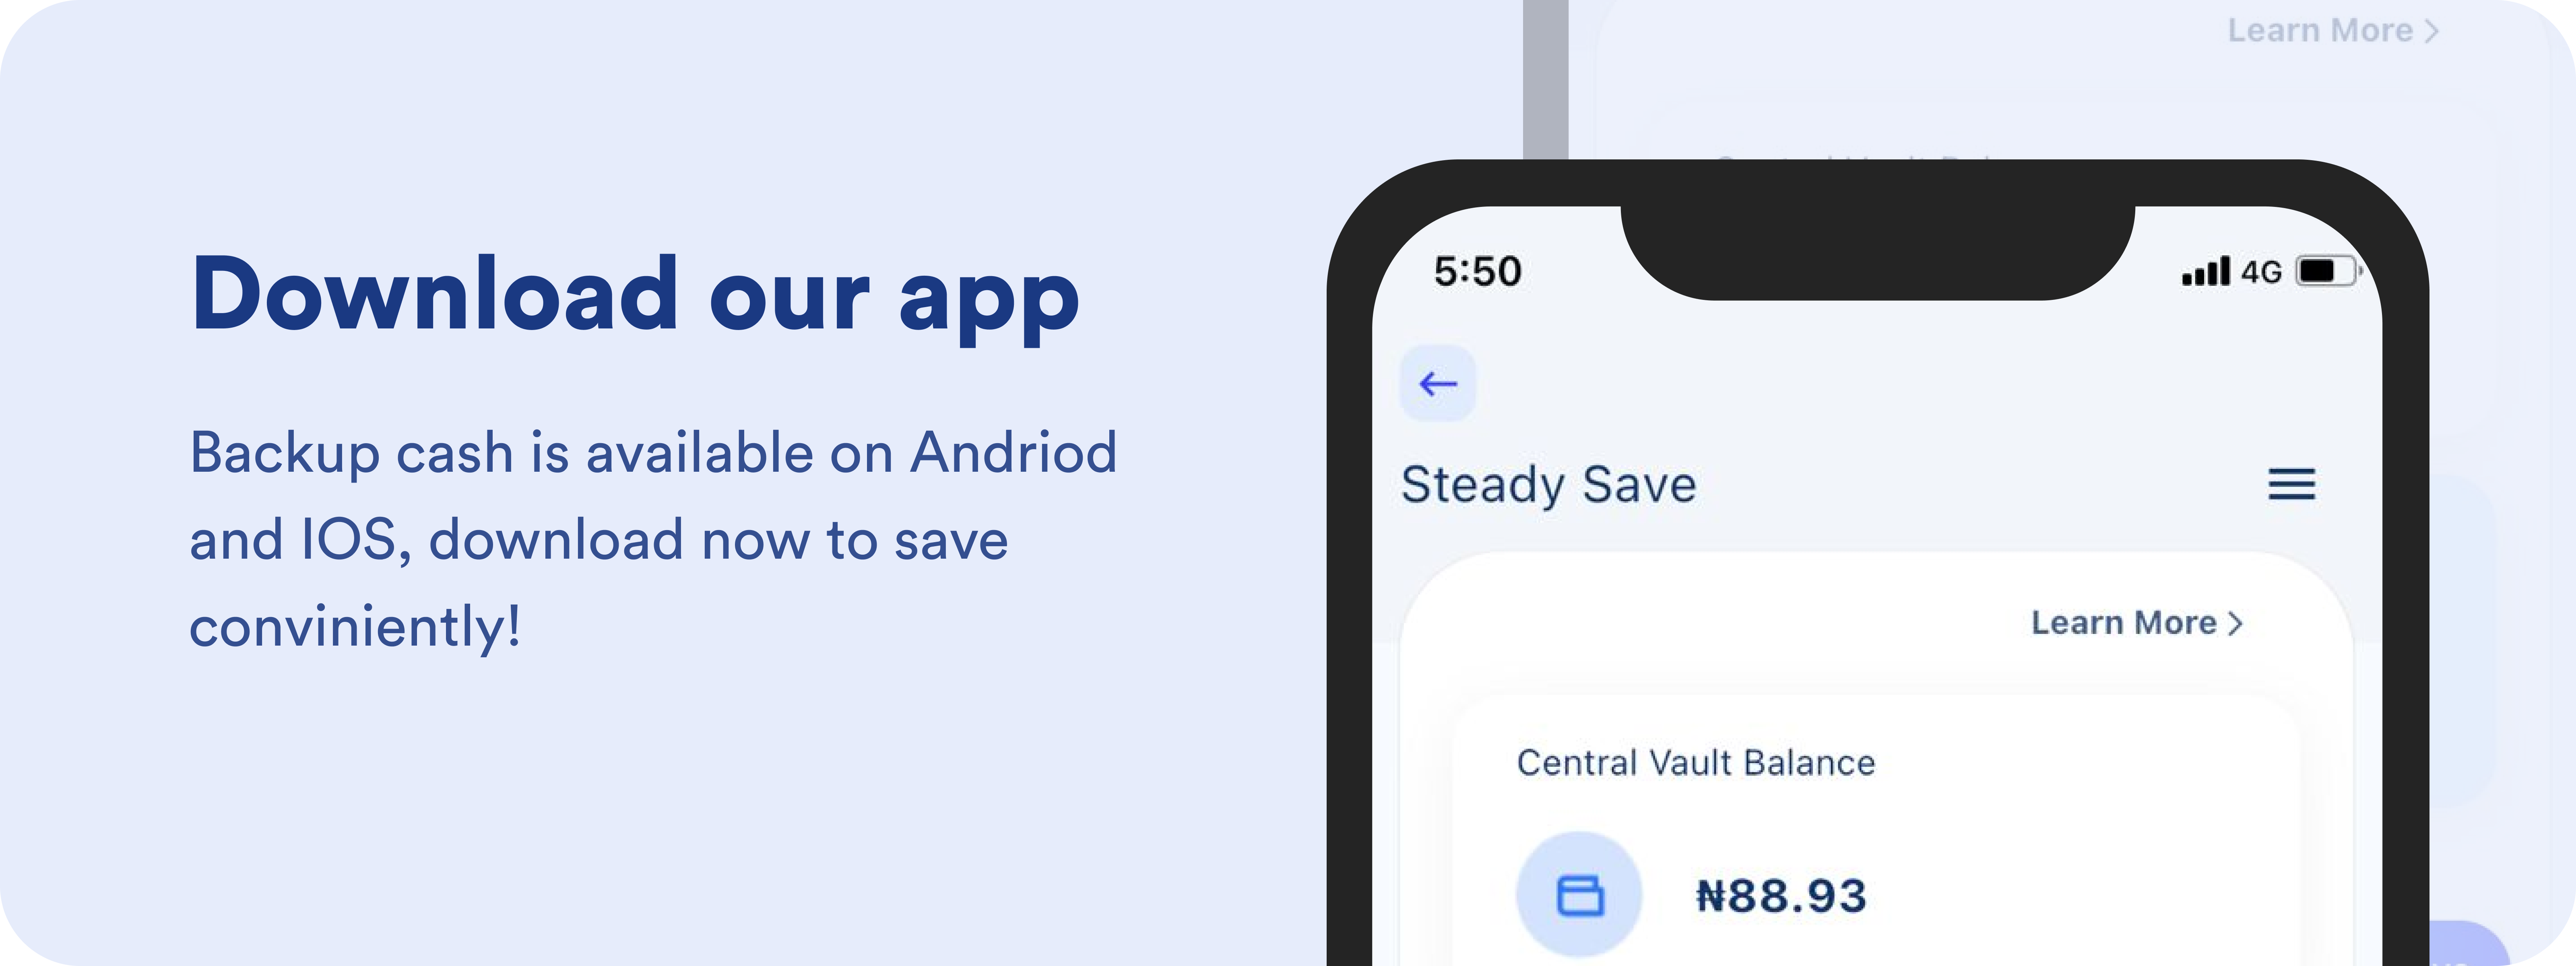 Learn More >
Download our app
Backup cash is available on Andriod
and IOS, download now to save
conviniently!
5:50
4G
Steady Save
Learn More >
Central Vault Balance
₦88.93